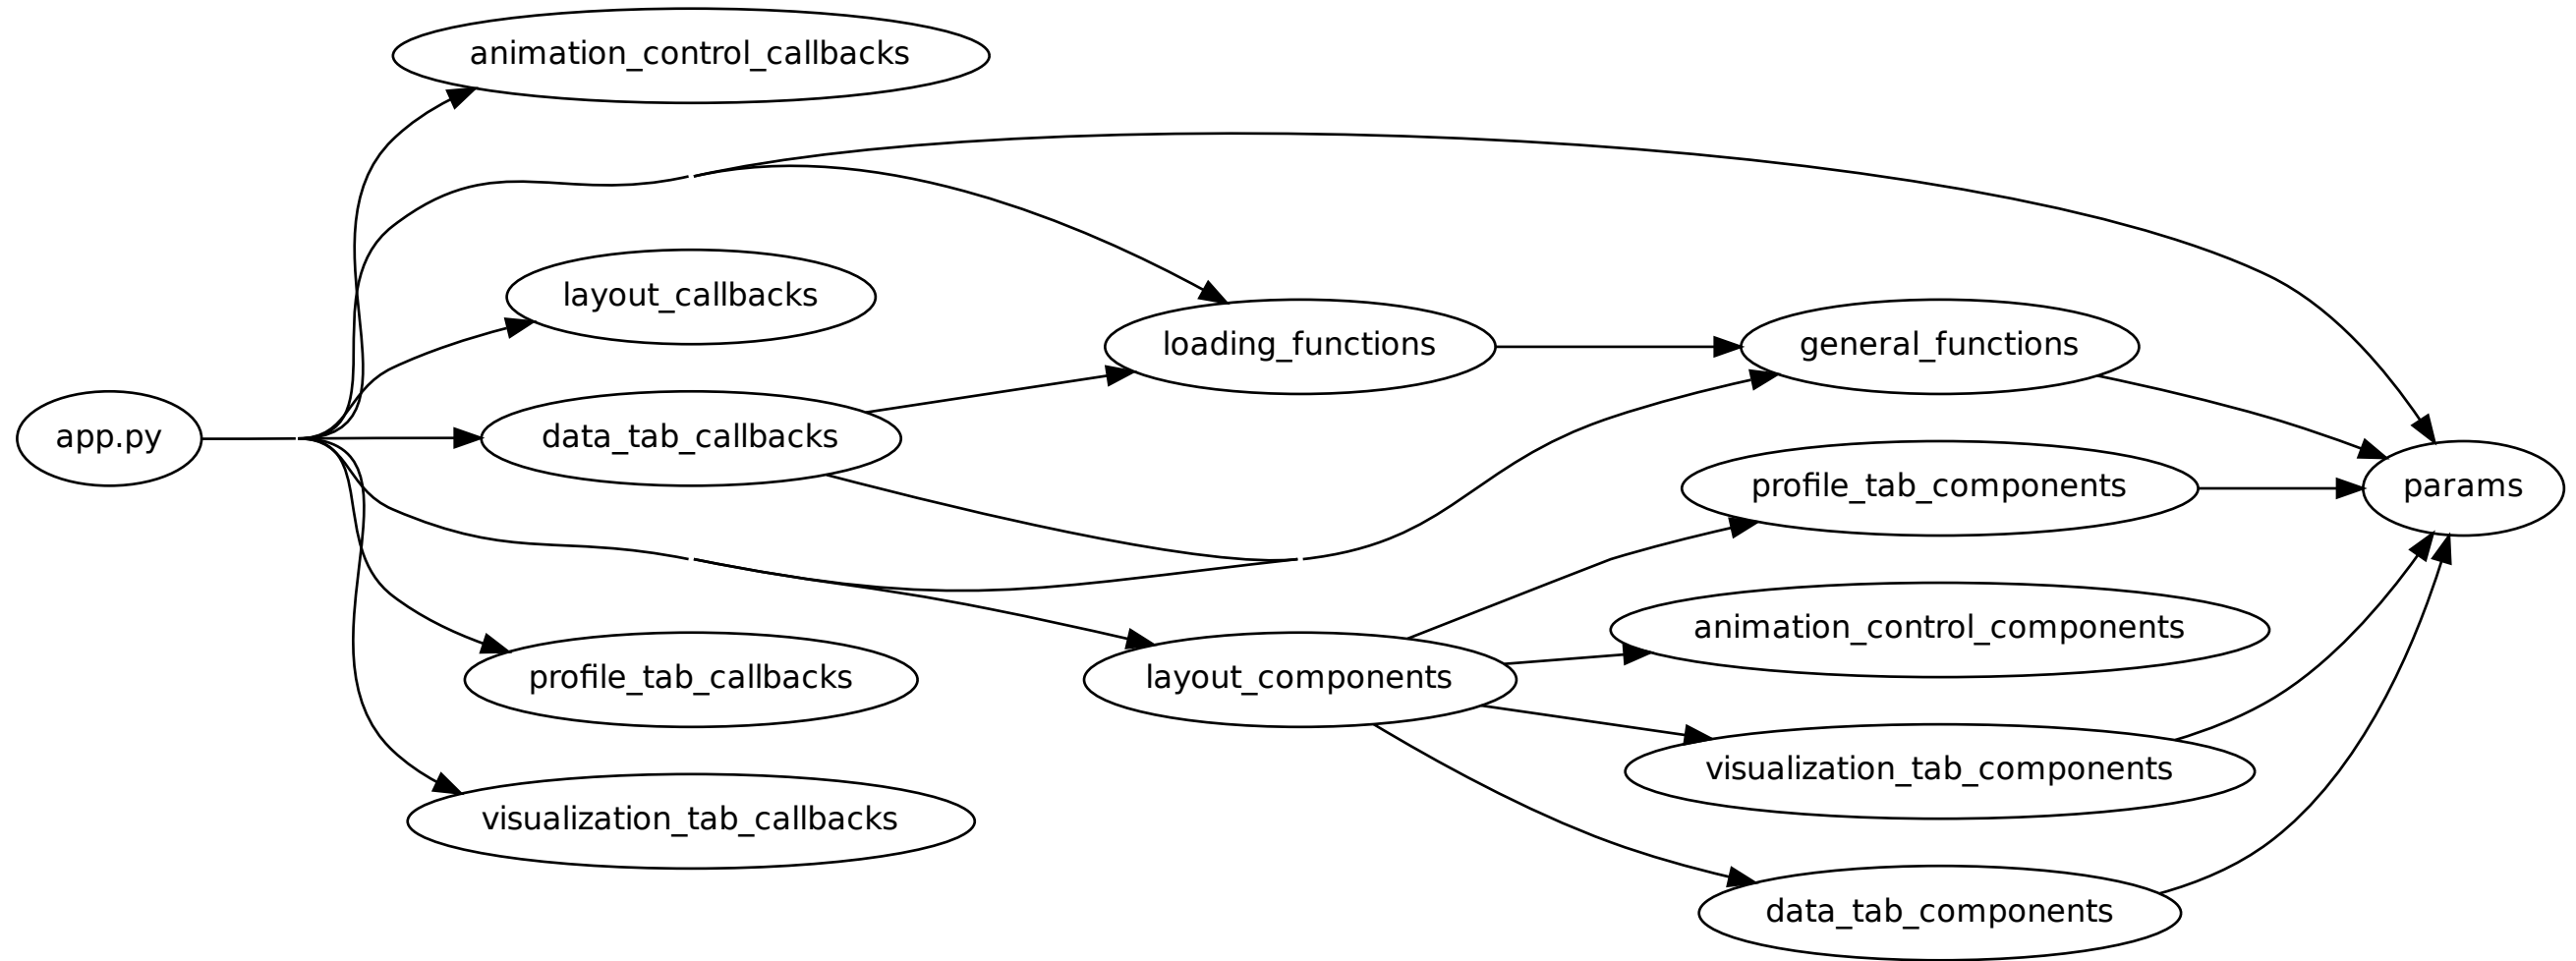 animation_control_callbacks
layout_callbacks
loading_functions
general_functions
app.py
data_tab_callbacks
profile_tab_components
params
animation_control_components
profile_tab_callbacks
layout_components
visualization_tab_components
visualization_tab_callbacks
data_tab_components